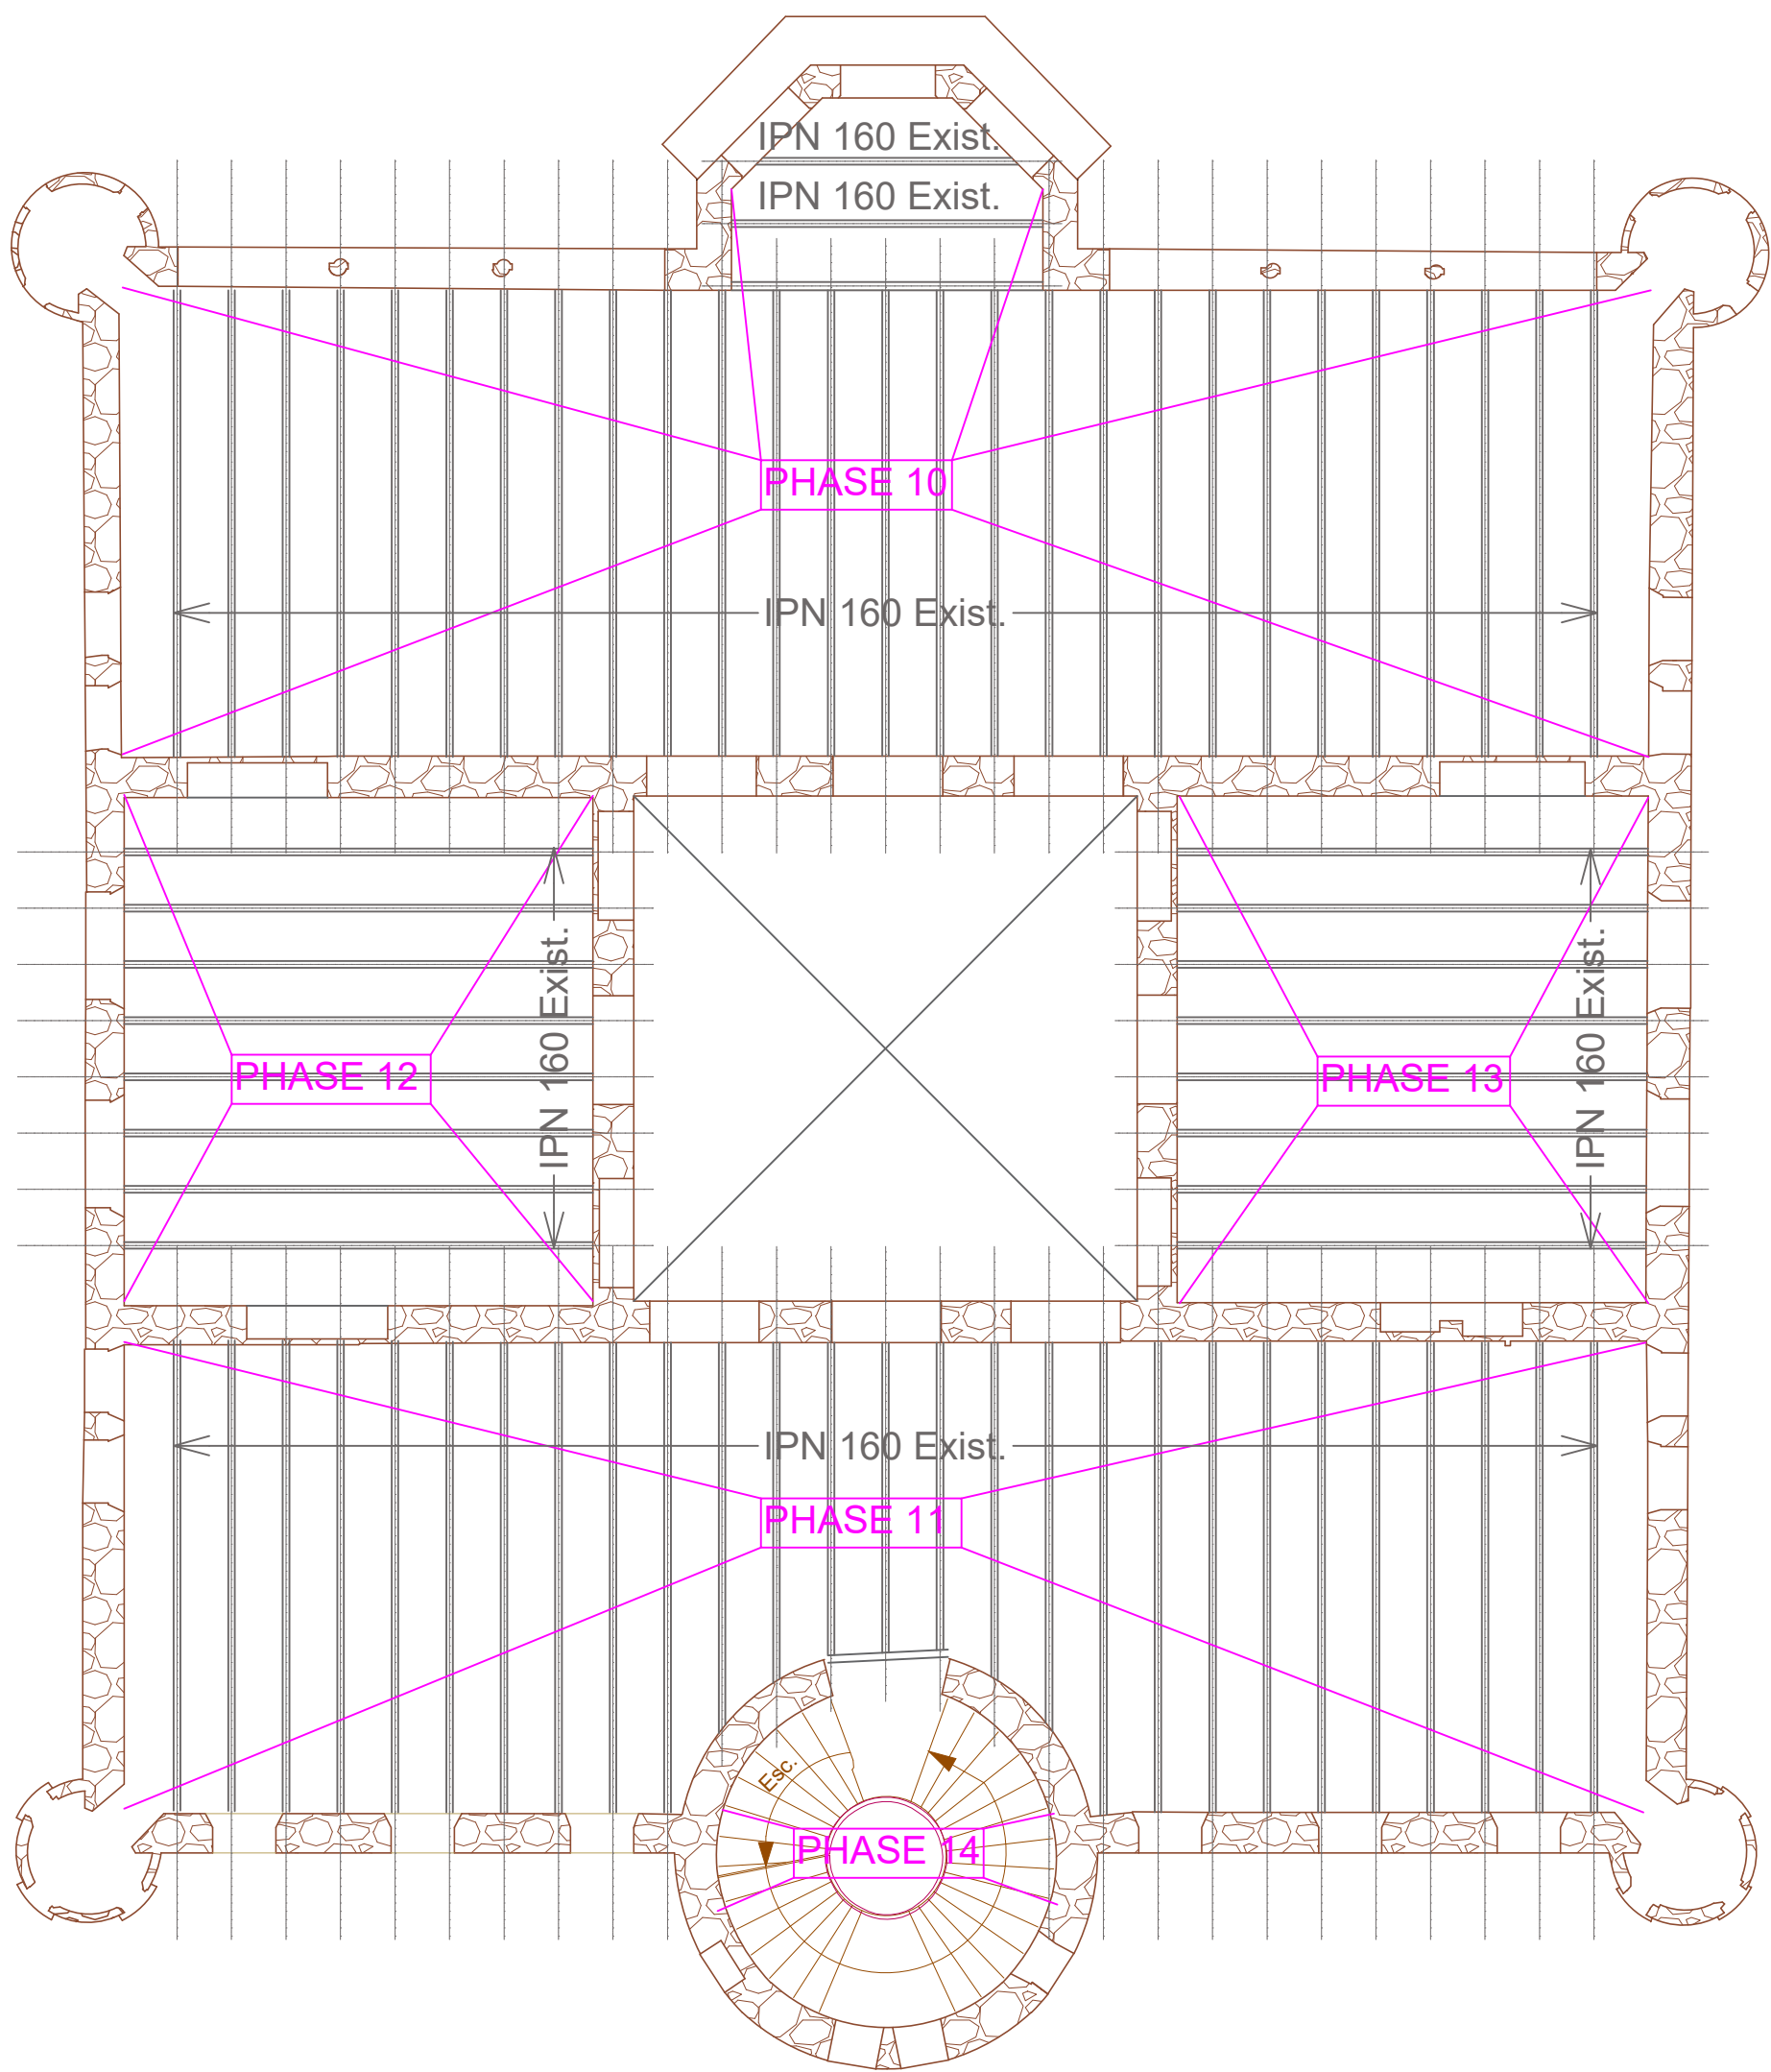 IPN 160 Exist.
IPN 160 Exist.
PHASE 10
IPN 160 Exist.
IPN 160 Exist.
PHASE 12
PHASE 13
IPN 160 Exist.
IPN 160 Exist.
PHASE 11
Esc.
PHASE 14